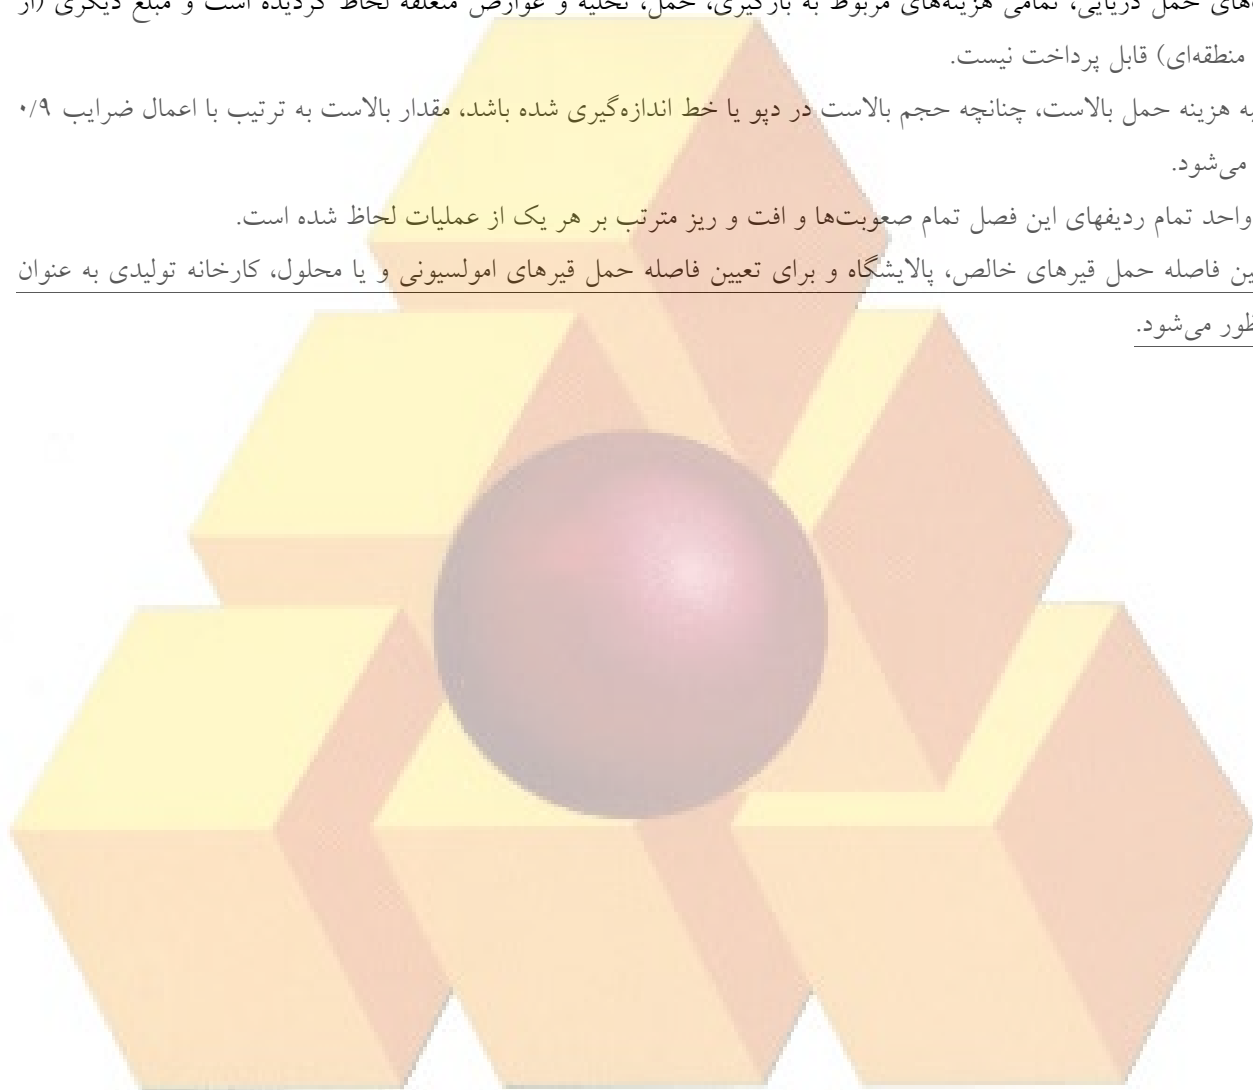 های حمل دریایی، تمامی هزینه‌های مربوط به بارگیری، حمل، تخلیه و عوارض متعلقه لحاظ گردیده است و مبلغ دیگری (از
منطقه‌ای) قابل پرداخت نیست.
به هزینه حمل بالاست، چنانچه حجم بالاست در دپو یا خط اندازه‌گیری شده باشد، مقدار بالاست به ترتیب با اعمال ضرایب ۰/۹
می‌شود.
واحد تمام ردیفهای این فصل تمام صعوبت‌ها و افت و ریز مترتب بر هر یک از عملیات لحاظ شده است.
ین فاصله حمل قیرهای خالص، پالایشگاه و برای تعیین فاصله حمل قیرهای امولسیونی و یا محلول، کارخانه تولیدی به عنوان
ظور می‌شود.